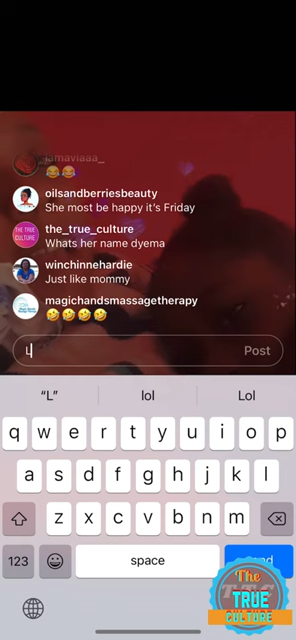 iamaviaaa_
😂😂
oilsandberriesbeauty
She most be happy it’s Friday
THE TRUE
CULTURE
the_true_culture
Whats her name dyema
winchinnehardie
Just like mommy
magichandsmassagetherapy
🤣🤣🤣🤣
L
Post
“L”
lol
Lol
q w e r t y u i o p
a s d f g h j k l
z x c v b n m
123
space
The
TRUE
CULTURE